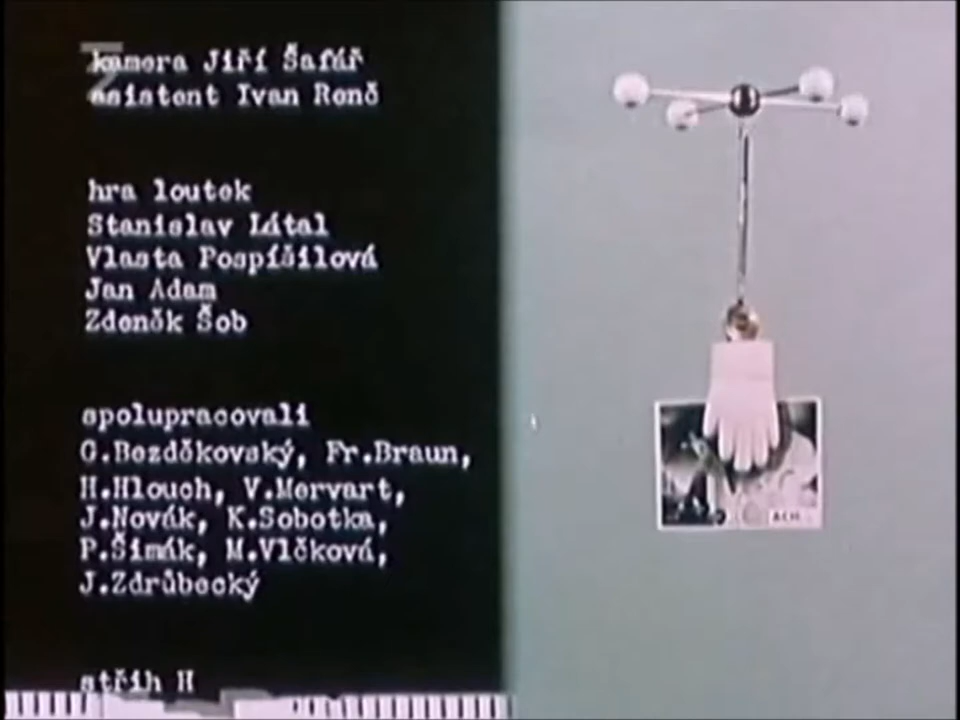 kamera Jiří Šafář
asistent Ivan Renč
hra loutek
Stanislav Látal
Vlasta Pospíšilová
Jan Adam
Zdeněk Šob
spolupracovali
G.Bezděkovský, Fr.Braun,
H.Hlouch, V.Mervart,
J.Novák, K.Sobotka,
P.Šimák, M.Vlčková,
J.Zdrůbecký
střih H